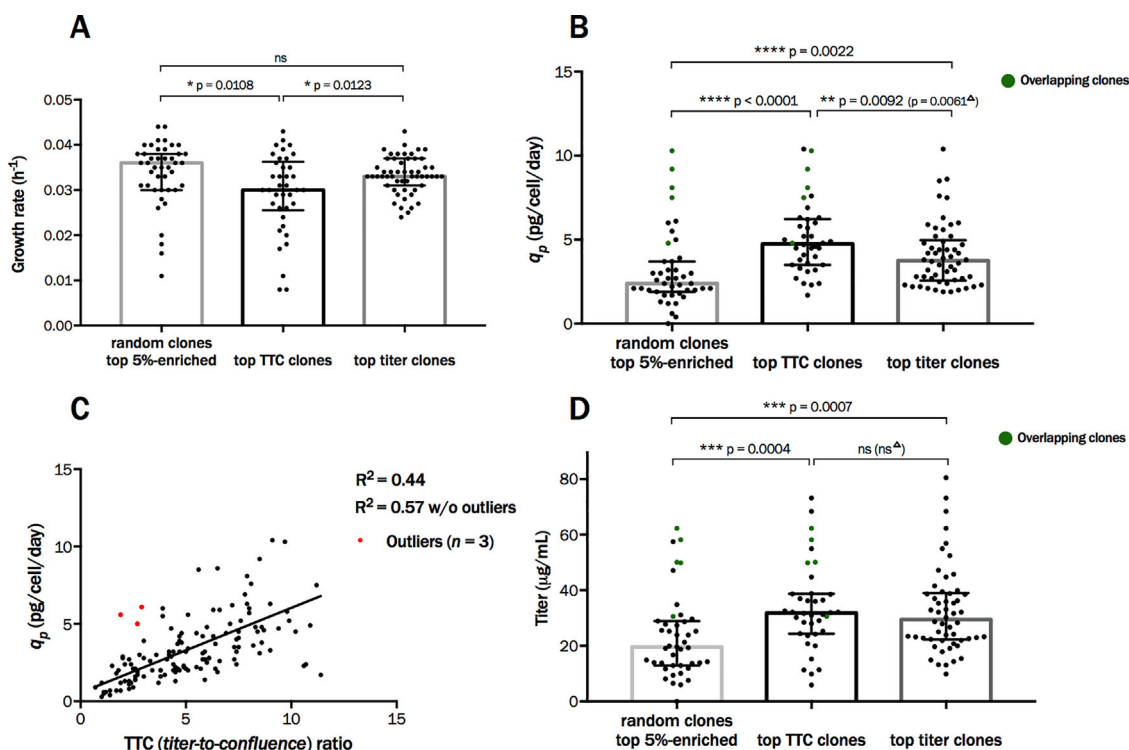 A
ns
* p = 0.0108
* p = 0.0123
0.05
0.04
0.03
0.02
0.01
0.00
Growth rate (h-1)
random clones
top 5%-enriched
top TTC clones
top titer clones
B
**** p = 0.0022
Overlapping clones
**** p < 0.0001
** p = 0.0092 (p = 0.0061Δ)
15
10
5
0
qp (pg/cell/day)
random clones
top 5%-enriched
top TTC clones
top titer clones
C
R2 = 0.44
R2 = 0.57 w/o outliers
Outliers (n = 3)
15
10
5
0
qp (pg/cell/day)
0
5
10
15
TTC (titer-to-confluence) ratio
D
*** p = 0.0007
Overlapping clones
*** p = 0.0004
ns (nsΔ)
80
60
40
20
0
Titer (µg/mL)
random clones
top 5%-enriched
top TTC clones
top titer clones